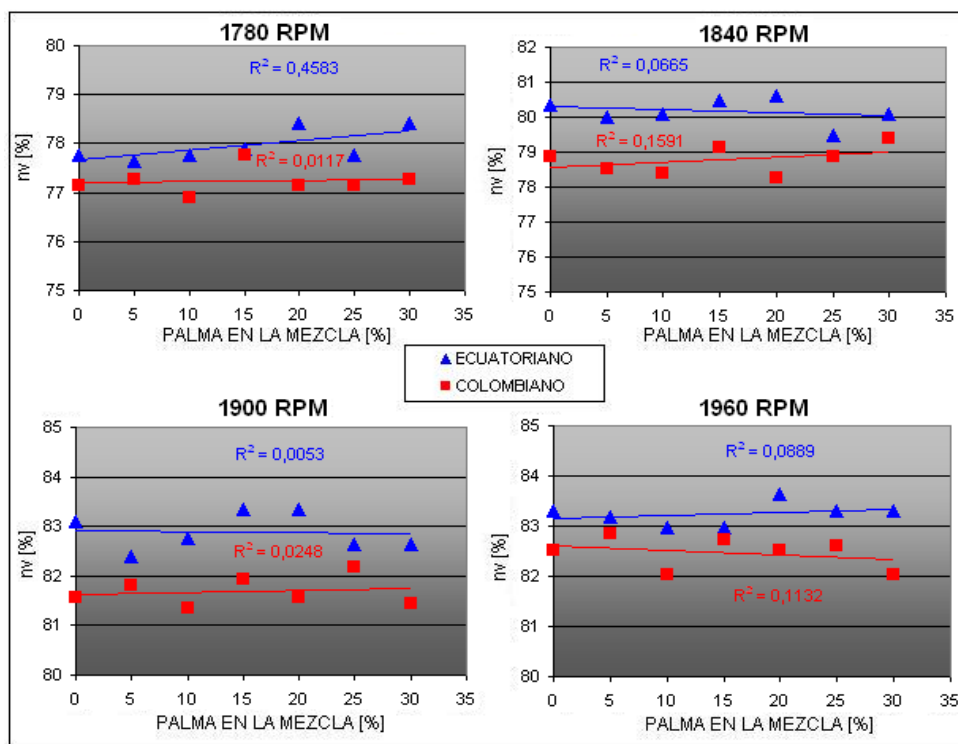 1780 RPM
R² = 0,4583
R² = 0,0117
nv [%]
80
79
78
77
76
75
0 5 10 15 20 25 30 35
PALMA EN LA MEZCLA [%]
1840 RPM
R² = 0,0665
R² = 0,1591
nv [%]
82
81
80
79
78
77
76
75
0 5 10 15 20 25 30 35
PALMA EN LA MEZCLA [%]
ECUATORIANO
COLOMBIANO
1900 RPM
R² = 0,0053
R² = 0,0248
nv [%]
85
84
83
82
81
80
0 5 10 15 20 25 30 35
PALMA EN LA MEZCLA [%]
1960 RPM
R² = 0,0889
R² = 0,1132
nv [%]
85
84
83
82
81
80
0 5 10 15 20 25 30 35
PALMA EN LA MEZCLA [%]